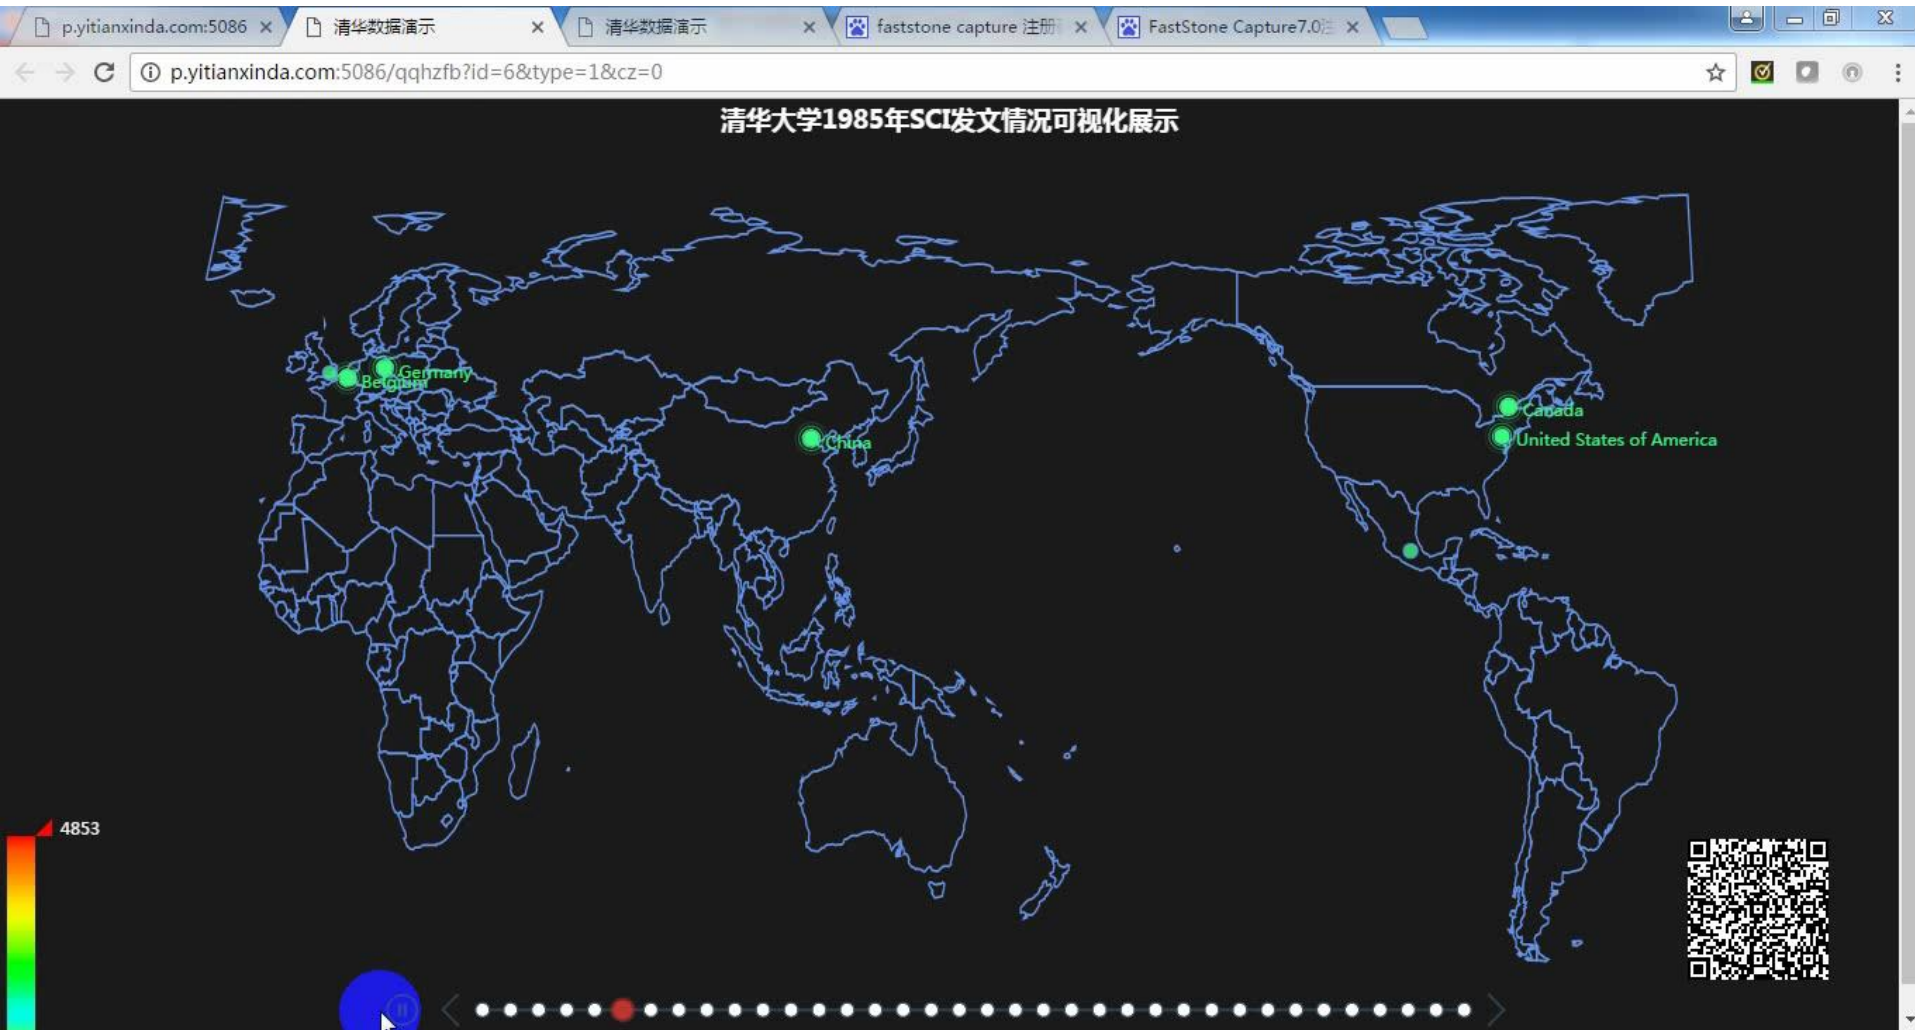 p.yitianxinda.com:5086
清华数据演示
清华数据演示
faststone capture 注册
FastStone Capture7.0注
p.yitianxinda.com:5086/qqhzfb?id=6&type=1&cz=0
清华大学1985年SCI发文情况可视化展示
Germany
Belgium
China
Canada
United States of America
4853